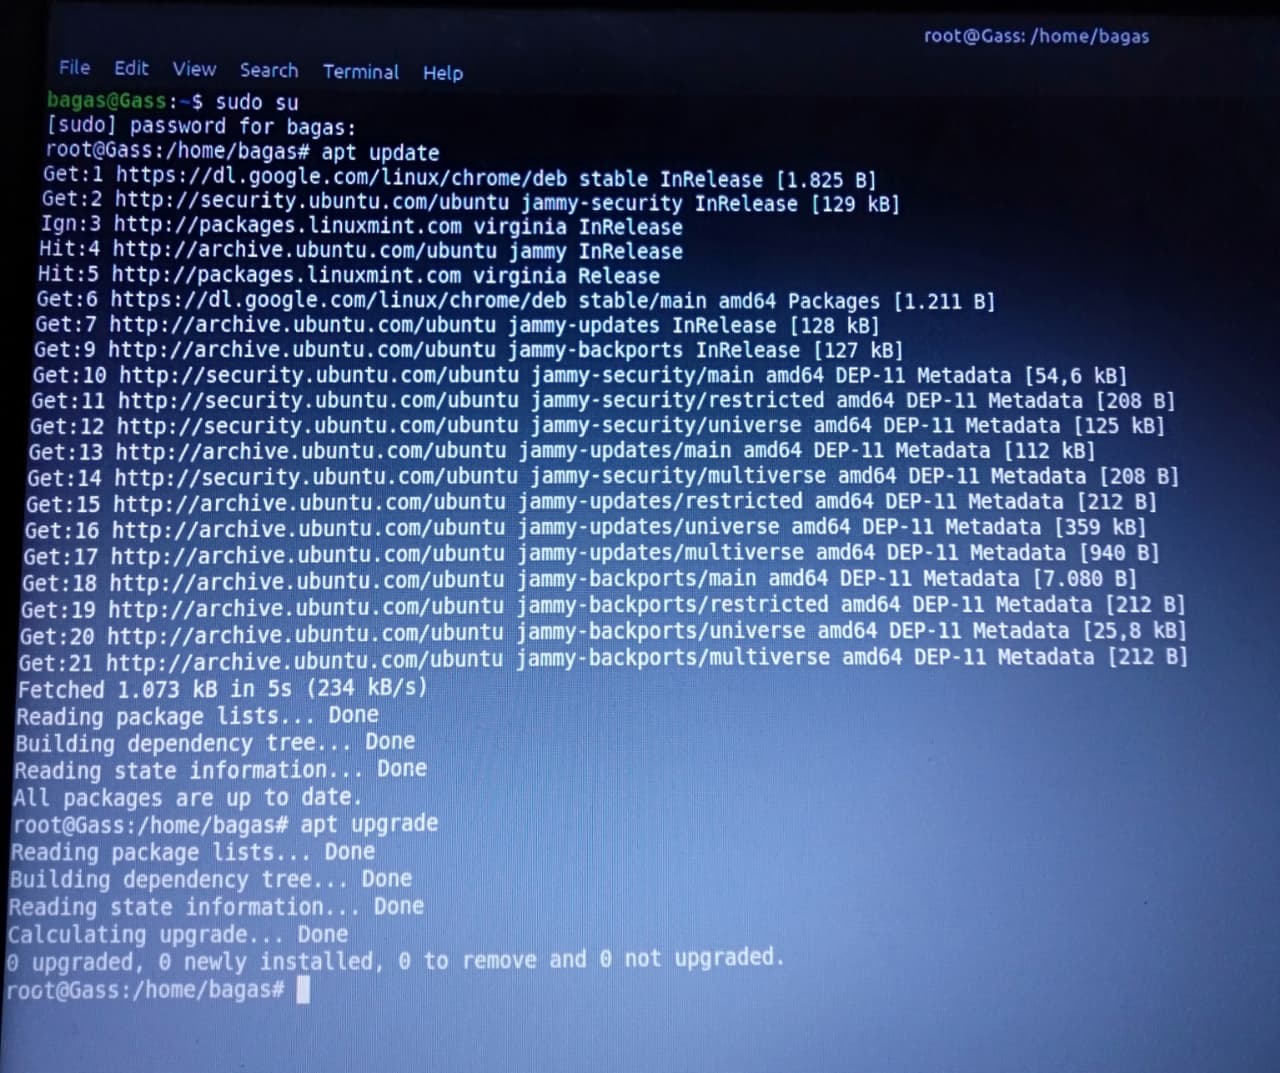 root@Gass: /home/bagas
File Edit View Search Terminal Help
bagas@Gass:~$ sudo su
[sudo] password for bagas:
root@Gass:/home/bagas# apt update
Get:1 https://dl.google.com/linux/chrome/deb stable InRelease [1.825 B]
Get:2 http://security.ubuntu.com/ubuntu jammy-security InRelease [129 kB]
Ign:3 http://packages.linuxmint.com virginia InRelease
Hit:4 http://archive.ubuntu.com/ubuntu jammy InRelease
Hit:5 http://packages.linuxmint.com virginia Release
Get:6 https://dl.google.com/linux/chrome/deb stable/main amd64 Packages [1.211 B]
Get:7 http://archive.ubuntu.com/ubuntu jammy-updates InRelease [128 kB]
Get:9 http://archive.ubuntu.com/ubuntu jammy-backports InRelease [127 kB]
Get:10 http://security.ubuntu.com/ubuntu jammy-security/main amd64 DEP-11 Metadata [54,6 kB]
Get:11 http://security.ubuntu.com/ubuntu jammy-security/restricted amd64 DEP-11 Metadata [208 B]
Get:12 http://security.ubuntu.com/ubuntu jammy-security/universe amd64 DEP-11 Metadata [125 kB]
Get:13 http://archive.ubuntu.com/ubuntu jammy-updates/main amd64 DEP-11 Metadata [112 kB]
Get:14 http://security.ubuntu.com/ubuntu jammy-security/multiverse amd64 DEP-11 Metadata [208 B]
Get:15 http://archive.ubuntu.com/ubuntu jammy-updates/restricted amd64 DEP-11 Metadata [212 B]
Get:16 http://archive.ubuntu.com/ubuntu jammy-updates/universe amd64 DEP-11 Metadata [359 kB]
Get:17 http://archive.ubuntu.com/ubuntu jammy-updates/multiverse amd64 DEP-11 Metadata [940 B]
Get:18 http://archive.ubuntu.com/ubuntu jammy-backports/main amd64 DEP-11 Metadata [7.080 B]
Get:19 http://archive.ubuntu.com/ubuntu jammy-backports/restricted amd64 DEP-11 Metadata [212 B]
Get:20 http://archive.ubuntu.com/ubuntu jammy-backports/universe amd64 DEP-11 Metadata [25,8 kB]
Get:21 http://archive.ubuntu.com/ubuntu jammy-backports/multiverse amd64 DEP-11 Metadata [212 B]
Fetched 1.073 kB in 5s (234 kB/s)
Reading package lists... Done
Building dependency tree... Done
Reading state information... Done
All packages are up to date.
root@Gass:/home/bagas# apt upgrade
Reading package lists... Done
Building dependency tree... Done
Reading state information... Done
Calculating upgrade... Done
0 upgraded, 0 newly installed, 0 to remove and 0 not upgraded.
root@Gass:/home/bagas#